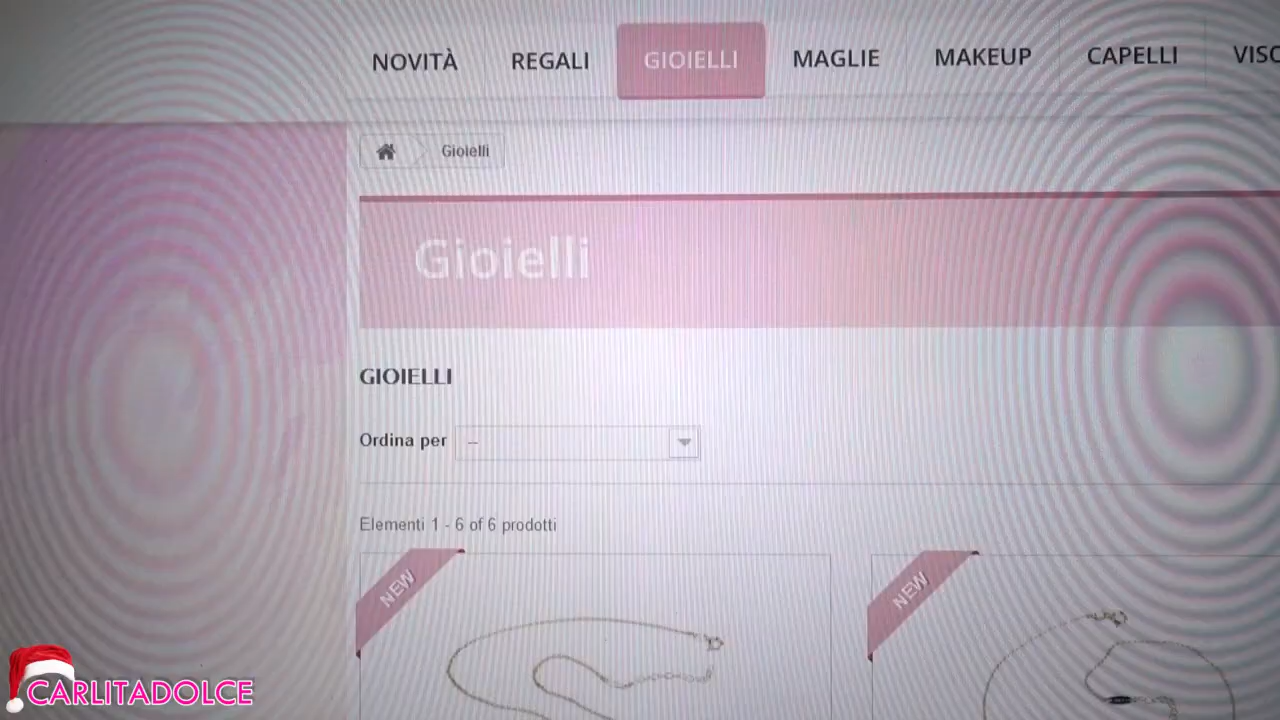 NOVITÀ REGALI GIOIELLI MAGLIE MAKEUP CAPELLI
Gioielli
Gioielli
GIOIELLI
Ordina per --
Elementi 1 - 6 of 6 prodotti
NEW NEW
CARLITADOLCE